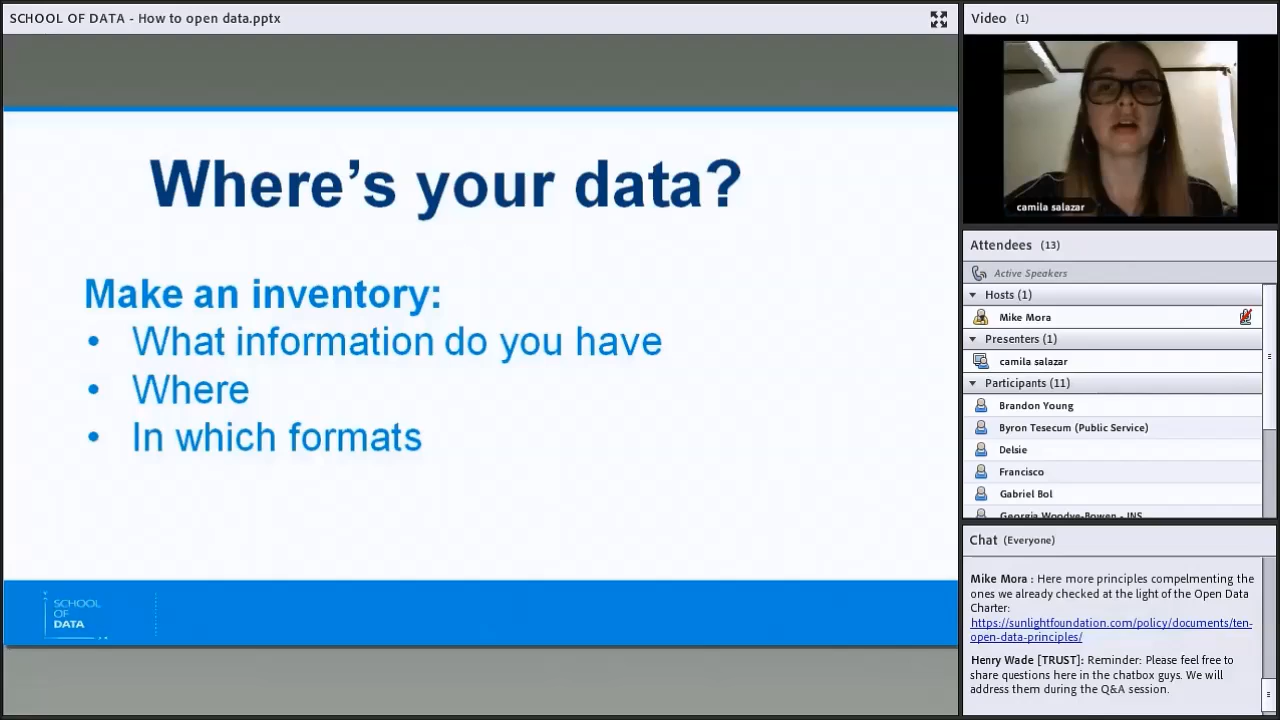 SCHOOL OF DATA - How to open data.pptx
Where's your data?
Make an inventory:
• What information do you have
• Where
• In which formats
SCHOOL
OF
DATA
Video (1)
camila salazar
Attendees (13)
Active Speakers
Hosts (1)
Mike Mora
Presenters (1)
camila salazar
Participants (11)
Brandon Young
Byron Tesecum (Public Service)
Delsie
Francisco
Gabriel Bol
Georgia Woodye-Bowen - INS
Chat (Everyone)
Mike Mora : Here more principles compelmenting the
ones we already checked at the light of the Open Data
Charter:
https://sunlightfoundation.com/policy/documents/ten-
open-data-principles/
Henry Wade [TRUST]: Reminder: Please feel free to
share questions here in the chatbox guys. We will
address them during the Q&A session.